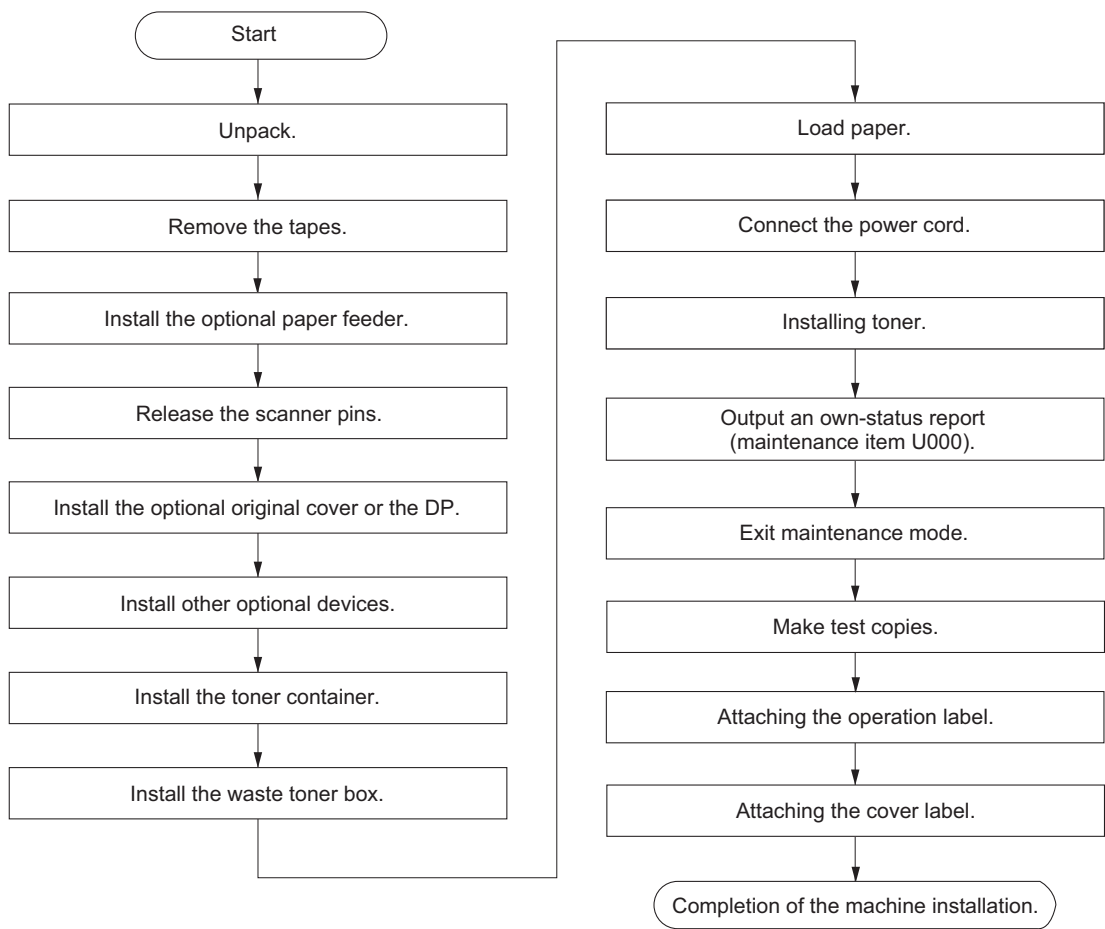 Start
Unpack.
Remove the tapes.
Install the optional paper feeder.
Release the scanner pins.
Install the optional original cover or the DP.
Install other optional devices.
Install the toner container.
Install the waste toner box.
Load paper.
Connect the power cord.
Installing toner.
Output an own-status report
(maintenance item U000).
Exit maintenance mode.
Make test copies.
Attaching the operation label.
Attaching the cover label.
Completion of the machine installation.